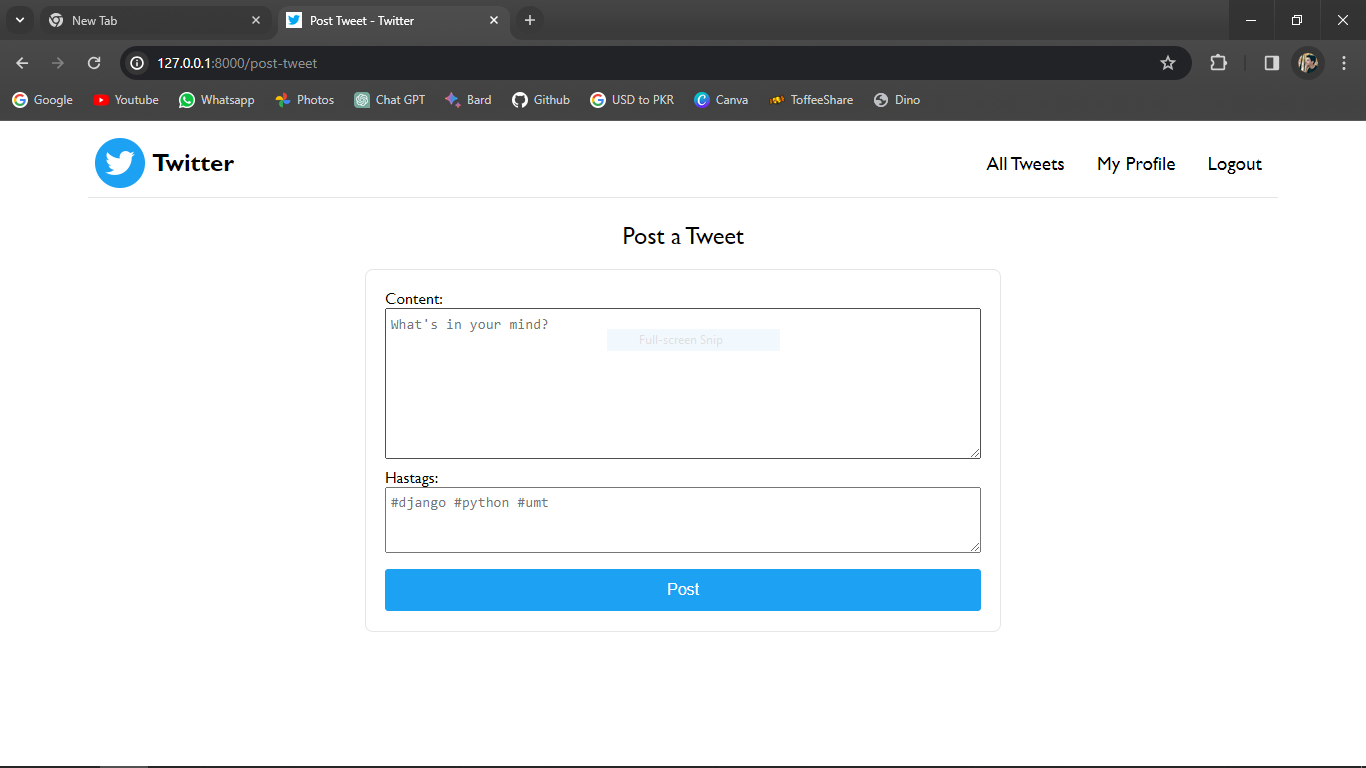 New Tab
Post Tweet - Twitter
127.0.0.1:8000/post-tweet
Google Youtube Whatsapp Photos Chat GPT Bard Github USD to PKR Canva ToffeeShare Dino
Twitter
All Tweets My Profile Logout
Post a Tweet
Content:
What's in your mind?
Full-screen Snip
Hastags:
#django #python #umt
Post